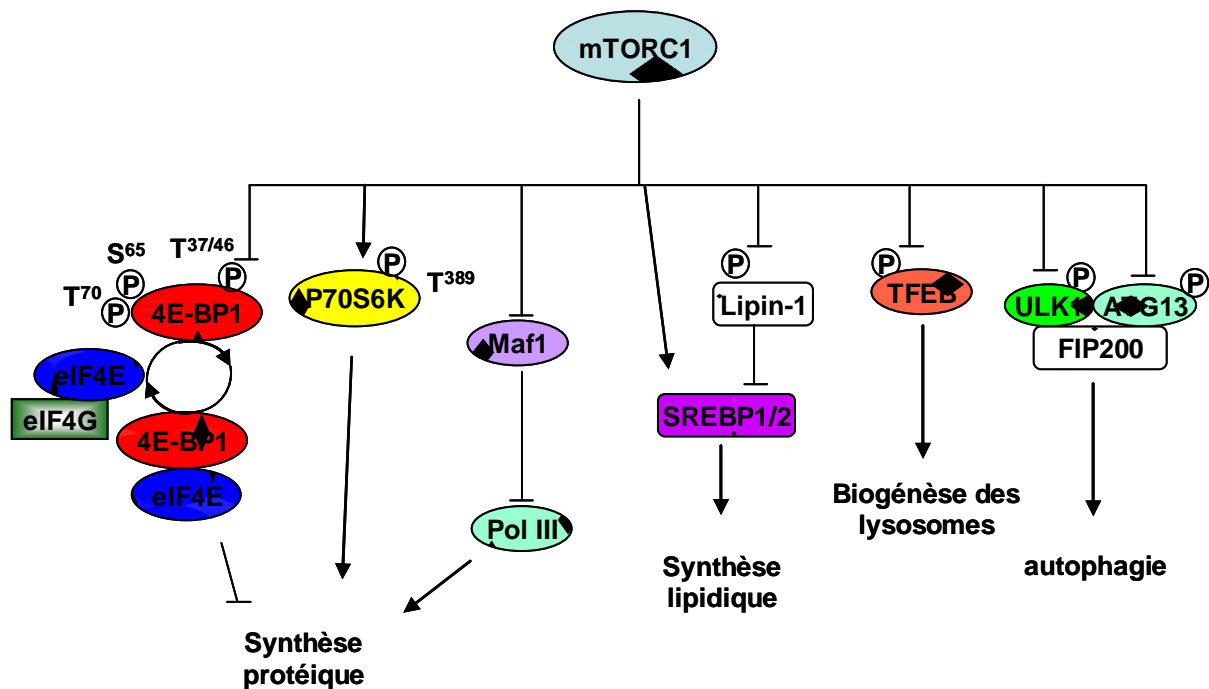 mTORC1
S65
T37/46
T70
P
P
P
4E-BP1
P
P70S6K
T389
Maf1
P
Lipin-1
P
TFEB
P
P
ULK1
ATG13
FIP200
eIF4E
eIF4G
4E-BP1
eIF4E
SREBP1/2
Pol III
Biogénèse des
lysosomes
Synthèse
lipidique
autophagie
Synthèse
protéique